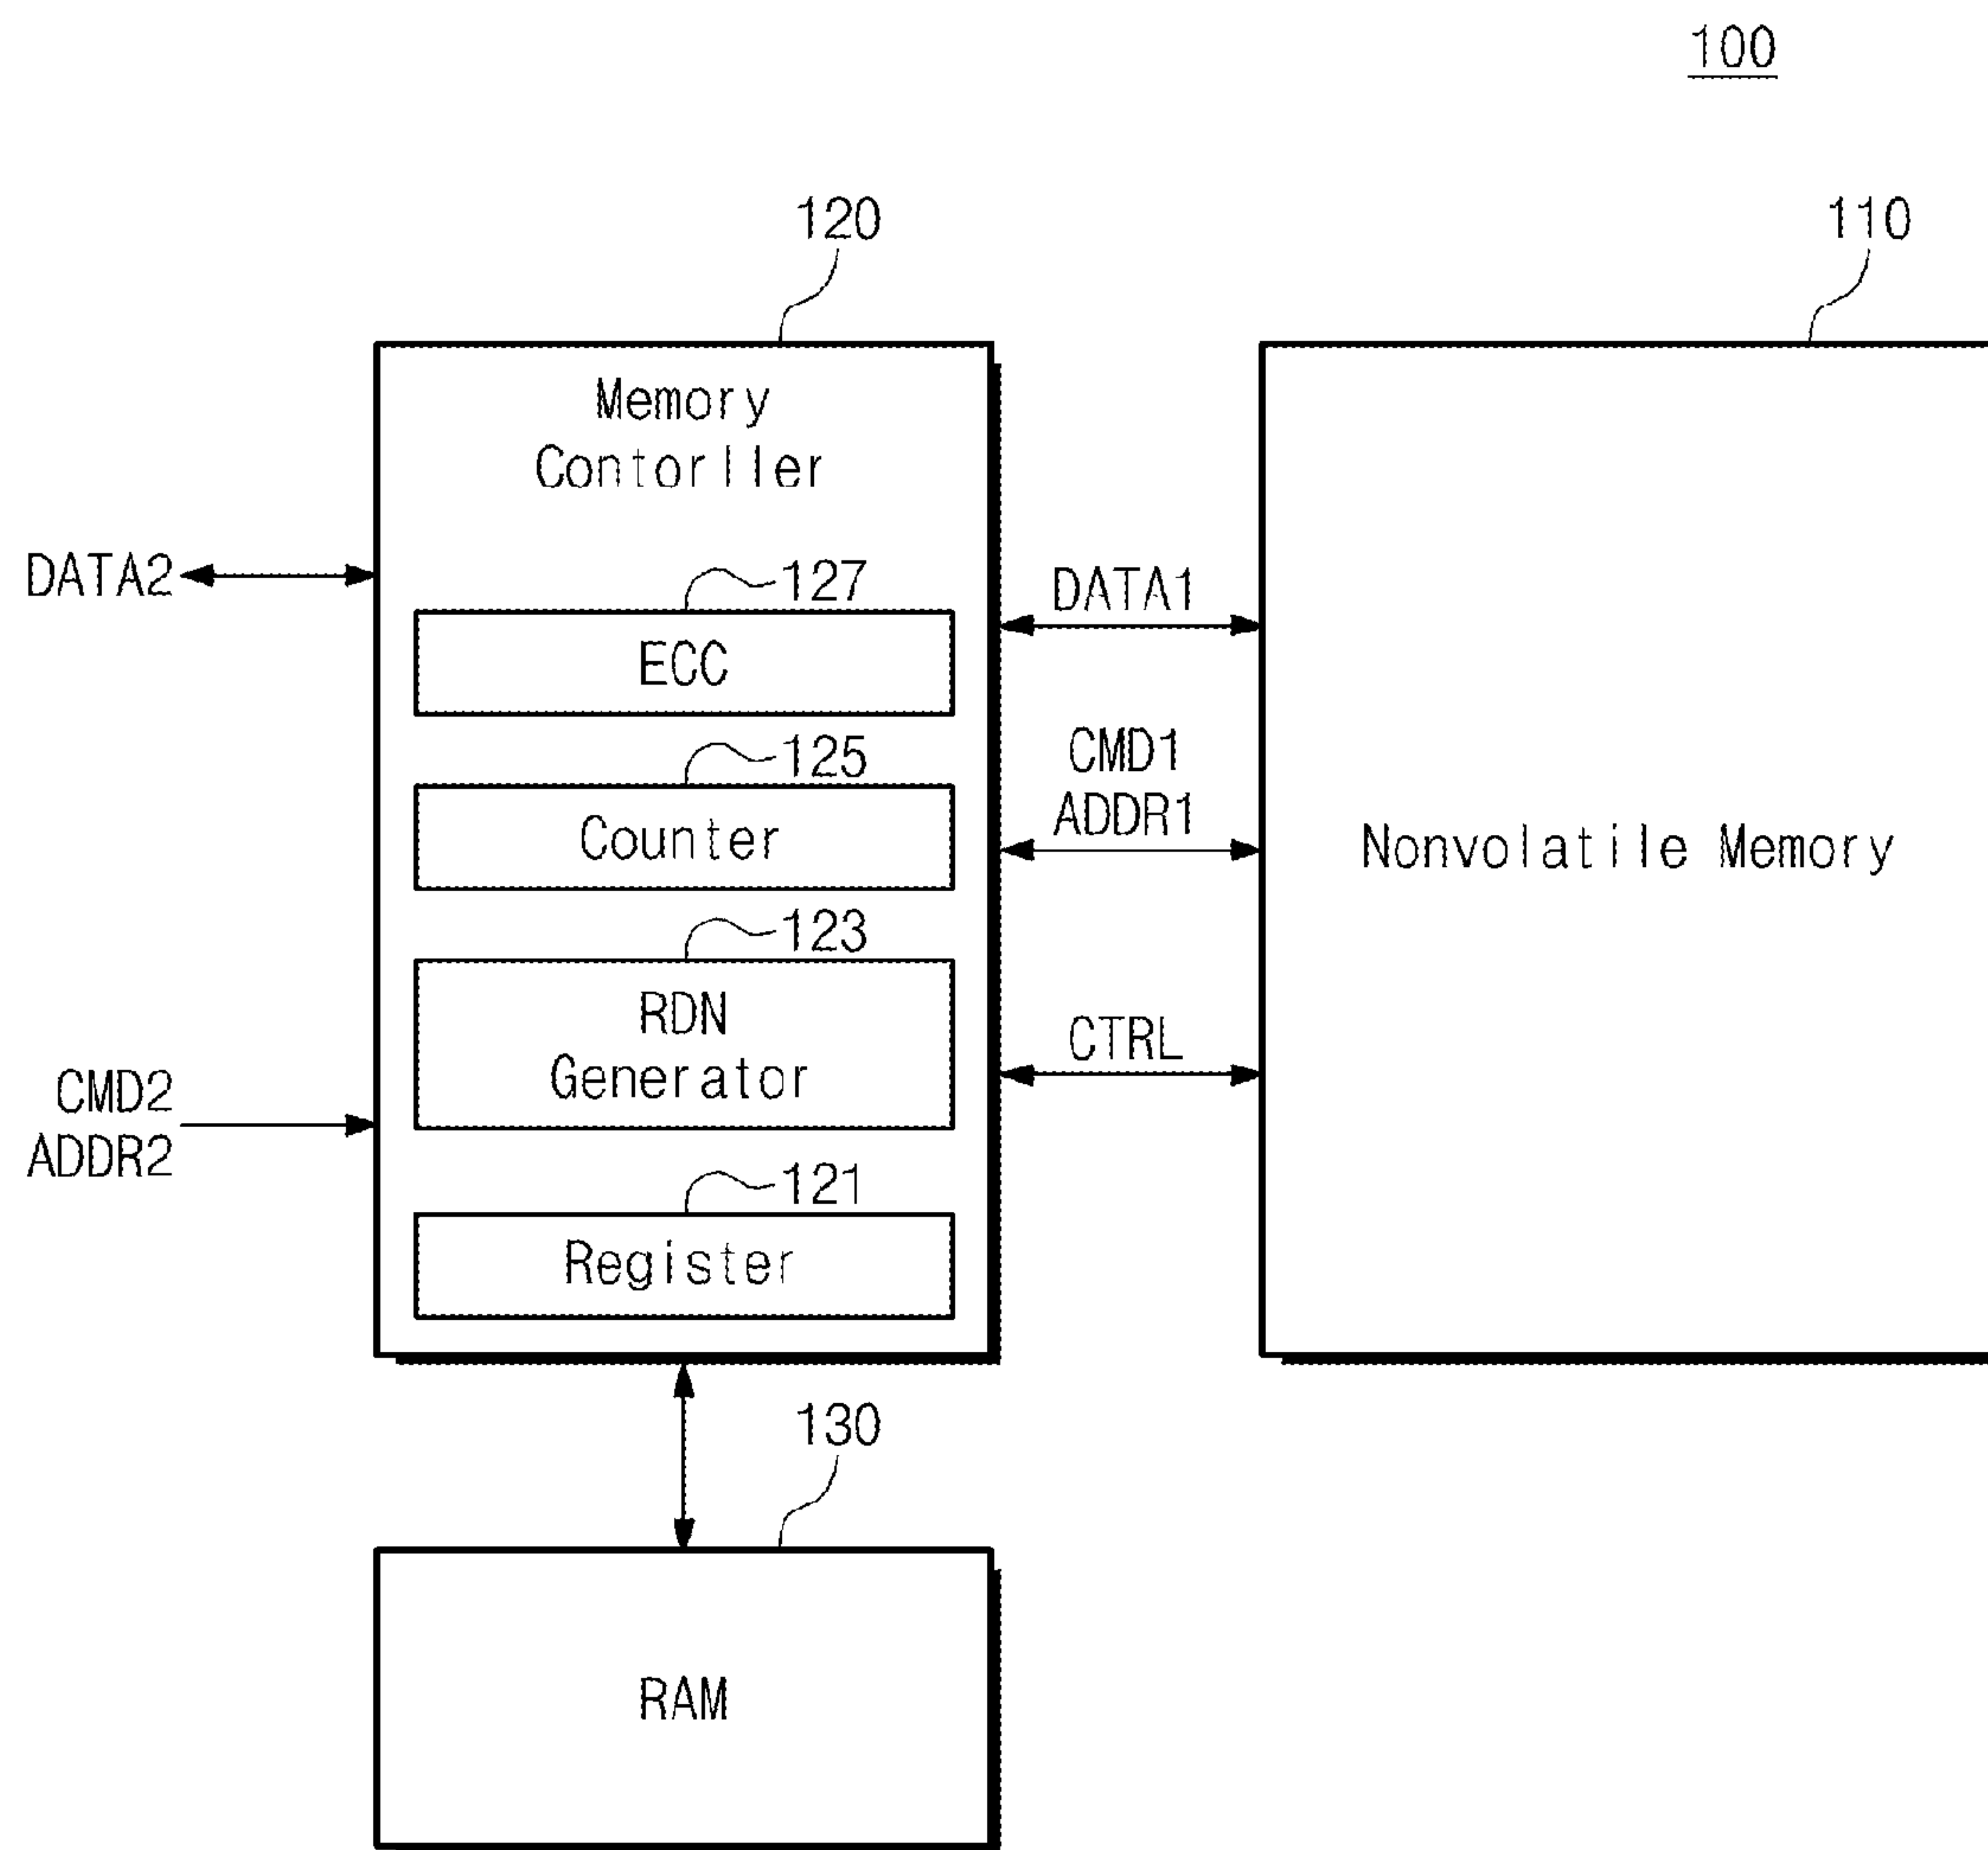 100
120
110
Memory
Contorller
DATA2
127
DATA1
ECC
125
CMD1
ADDR1
Counter
Nonvolatile Memory
123
RDN
Generator
CTRL
CMD2
ADDR2
121
Register
130
RAM